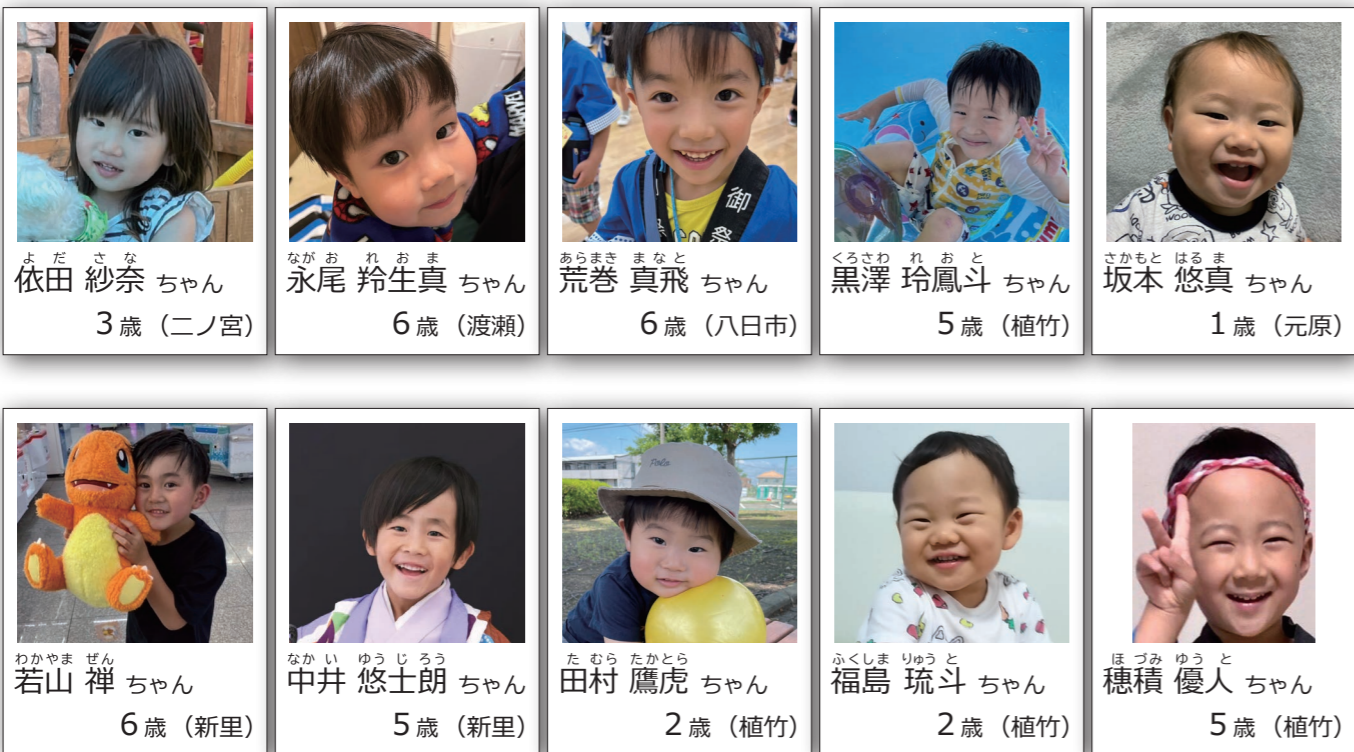 よだ さな
依田 紗奈 ちゃん
3歳（二ノ宮）
ながお れおま
永尾 羚生真 ちゃん
6歳（渡瀬）
あらまき まなと
荒巻 真飛 ちゃん
6歳（八日市）
くろさわ れおと
黒澤 玲鳳斗 ちゃん
5歳（植竹）
さかもと はるま
坂本 悠真 ちゃん
1歳（元原）
わかやま ぜん
若山 禅 ちゃん
6歳（新里）
なかい ゆうじろう
中井 悠士朗 ちゃん
5歳（新里）
たむら たかとら
田村 鷹虎 ちゃん
2歳（植竹）
ふくしま りゅうと
福島 琉斗 ちゃん
2歳（植竹）
ほづみ ゆうと
穂積 優人 ちゃん
5歳（植竹）
MARVEL
御
祭